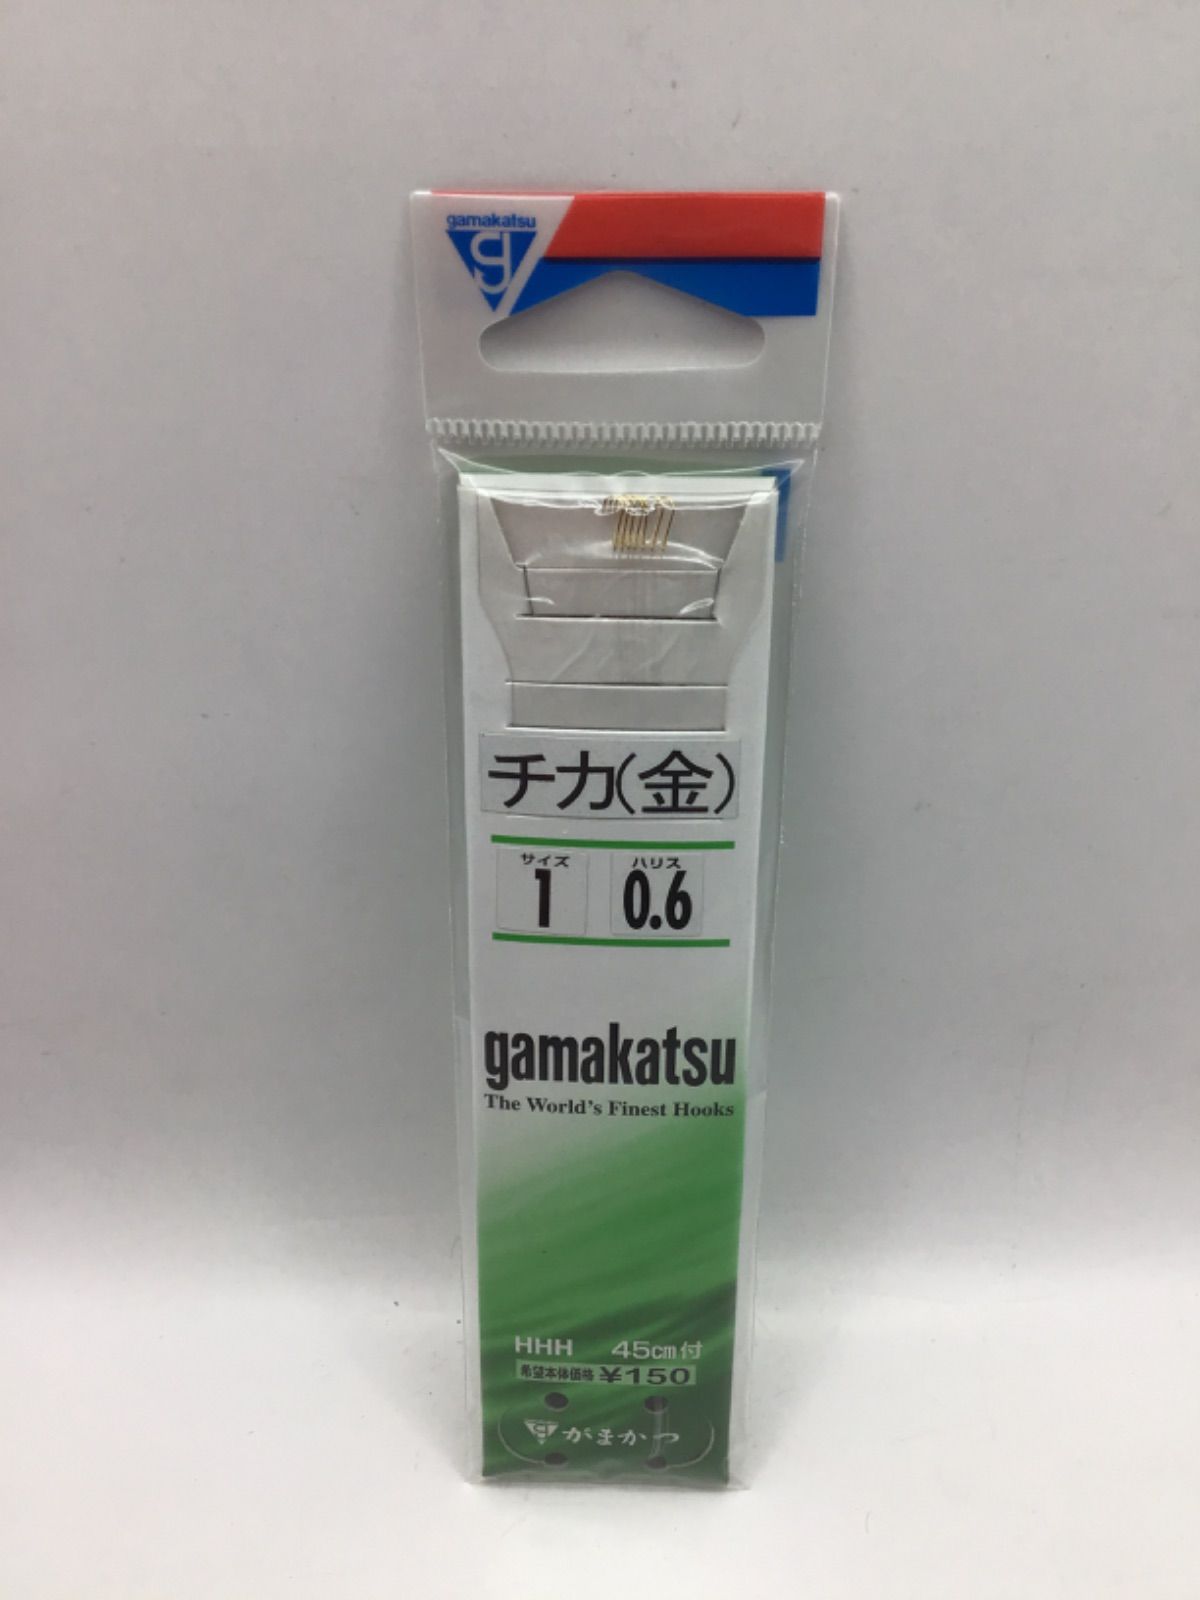 gamakatsu
g
チカ(金)
サイズ ハリス
1 0.6
gamakatsu
The World's Finest Hooks
HHH 45cm付
希望本体価格 ¥150
g がまかつ